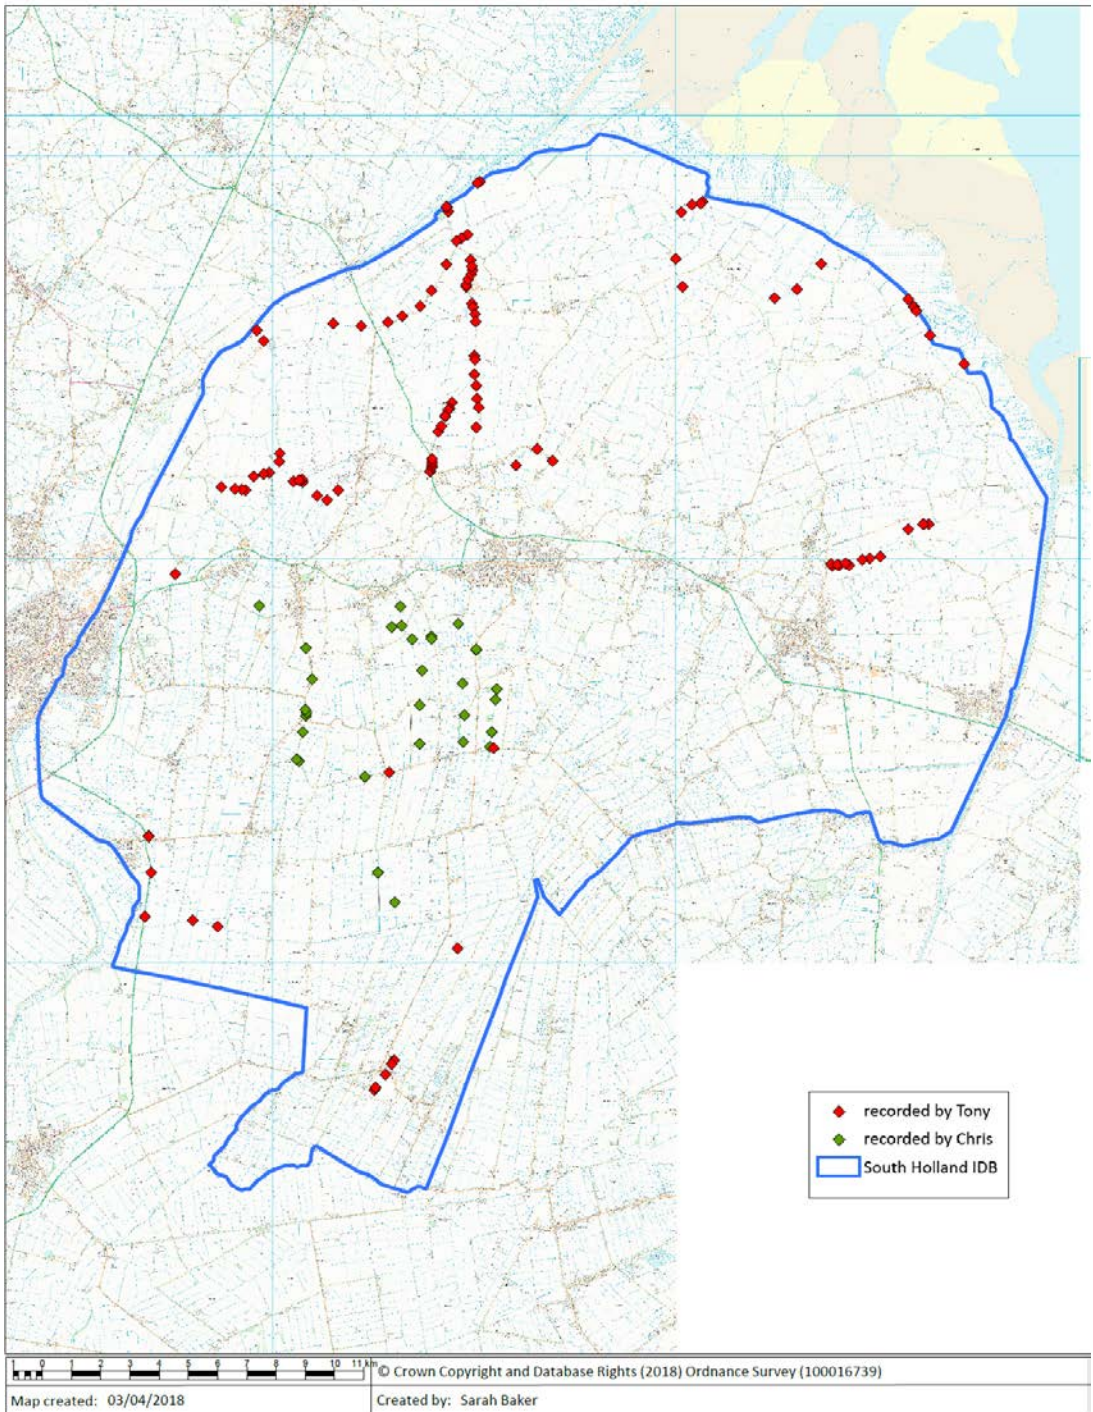 recorded by Tony
recorded by Chris
South Holland IDB
1 0 1 2 3 4 5 6 7 8 9 10 11 km
© Crown Copyright and Database Rights (2018) Ordnance Survey (100016739)
Map created: 03/04/2018
Created by: Sarah Baker